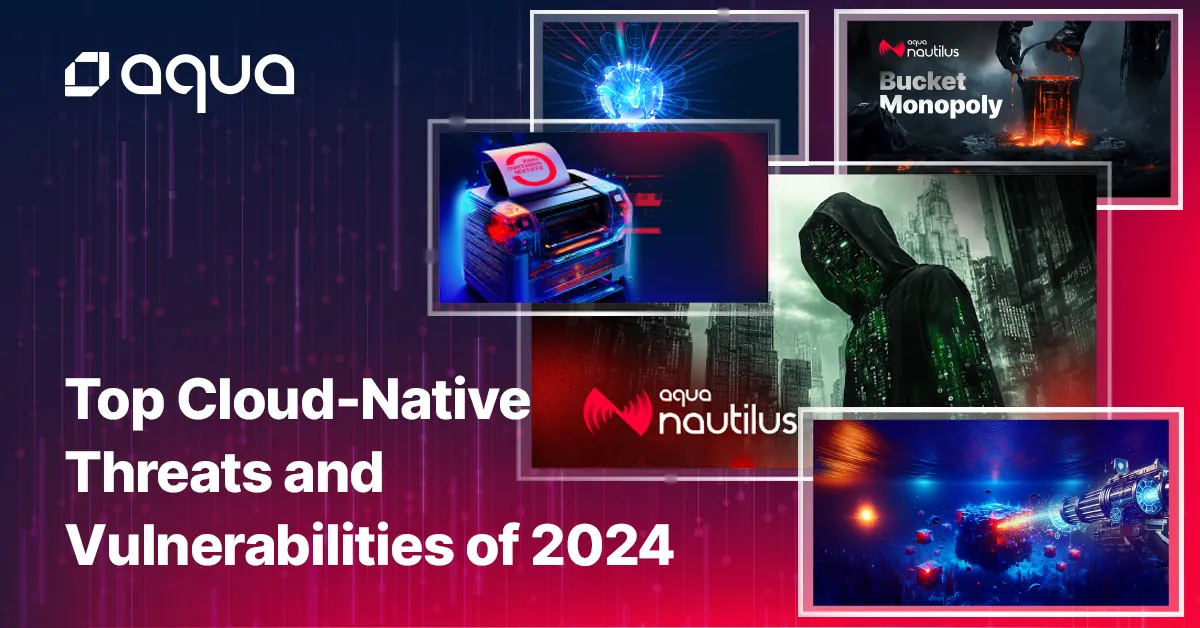 aqua
aqua
nautilus
Bucket
Monopoly
aqua
nautilus
Top Cloud-Native
Threats and
Vulnerabilities of 2024